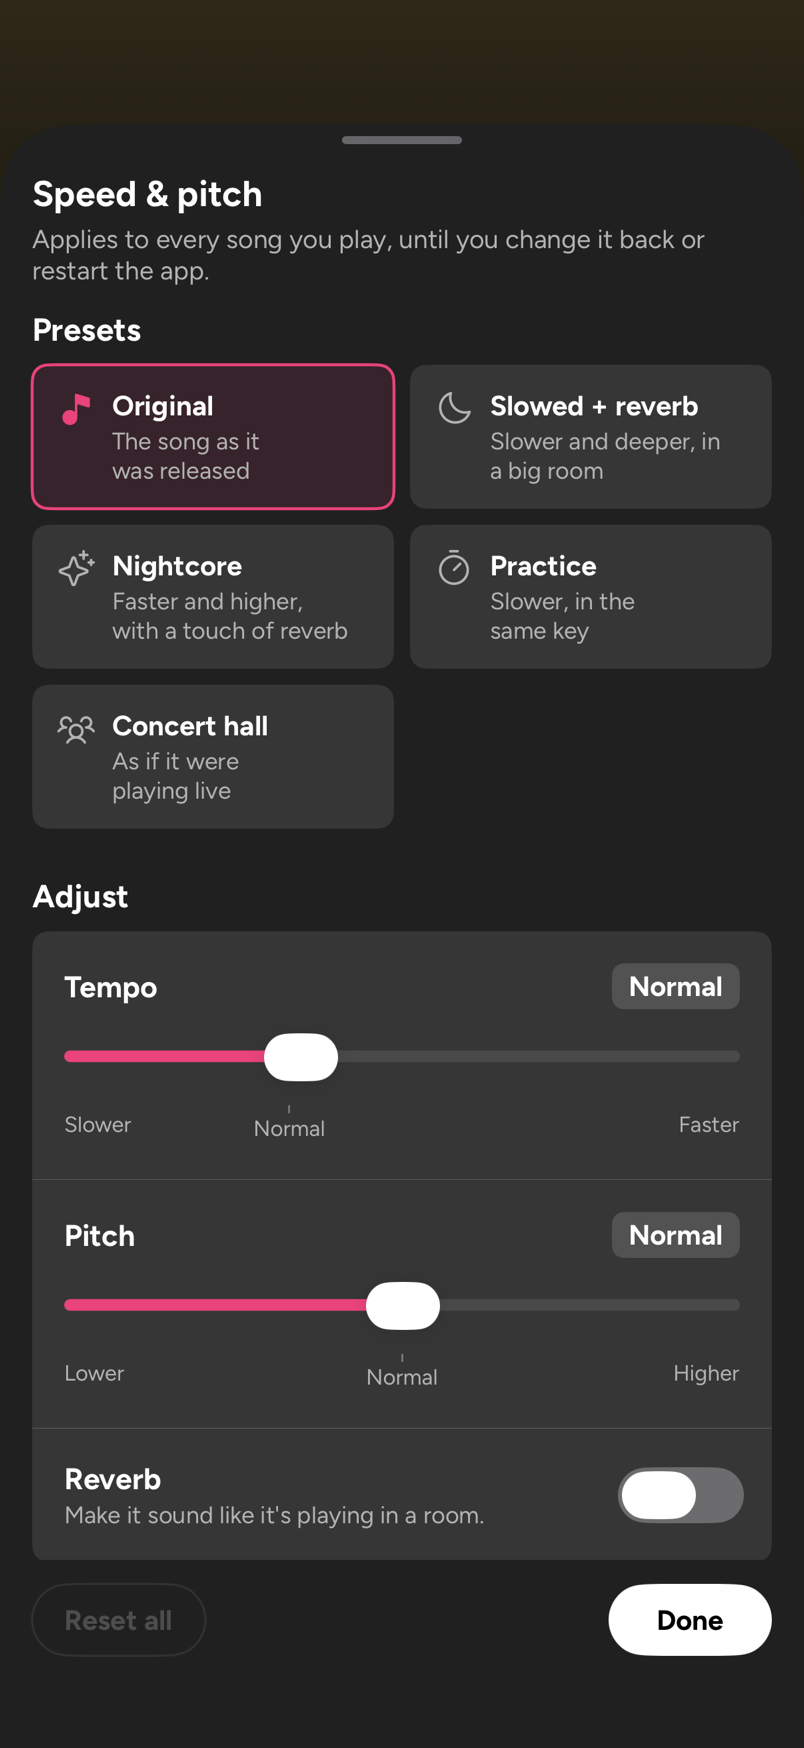 Speed & pitch
Applies to every song you play, until you change it back or
restart the app.
Presets
Original
The song as it
was released
Slowed + reverb
Slower and deeper, in
a big room
Nightcore
Faster and higher,
with a touch of reverb
Practice
Slower, in the
same key
Concert hall
As if it were
playing live
Adjust
Tempo
Normal
Slower
Normal
Faster
Pitch
Normal
Lower
Normal
Higher
Reverb
Make it sound like it's playing in a room.
Reset all
Done